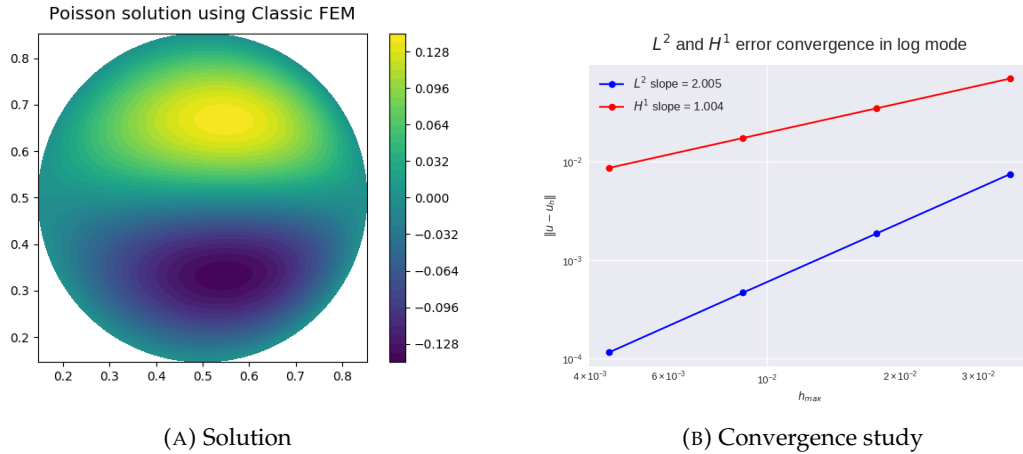 Poisson solution using Classic FEM
0.8
0.7
0.6
0.5
0.4
0.3
0.2
0.2 0.3 0.4 0.5 0.6 0.7 0.8
0.128
0.096
0.064
0.032
0.000
−0.032
−0.064
−0.096
−0.128
(A) Solution
L² and H¹ error convergence in log mode
L² slope = 2.005
H¹ slope = 1.004
10⁻²
10⁻³
10⁻⁴
‖u − uₕ‖
4 × 10⁻³ 6 × 10⁻³ 10⁻² 2 × 10⁻² 3 × 10⁻²
hₘₐₓ
(B) Convergence study